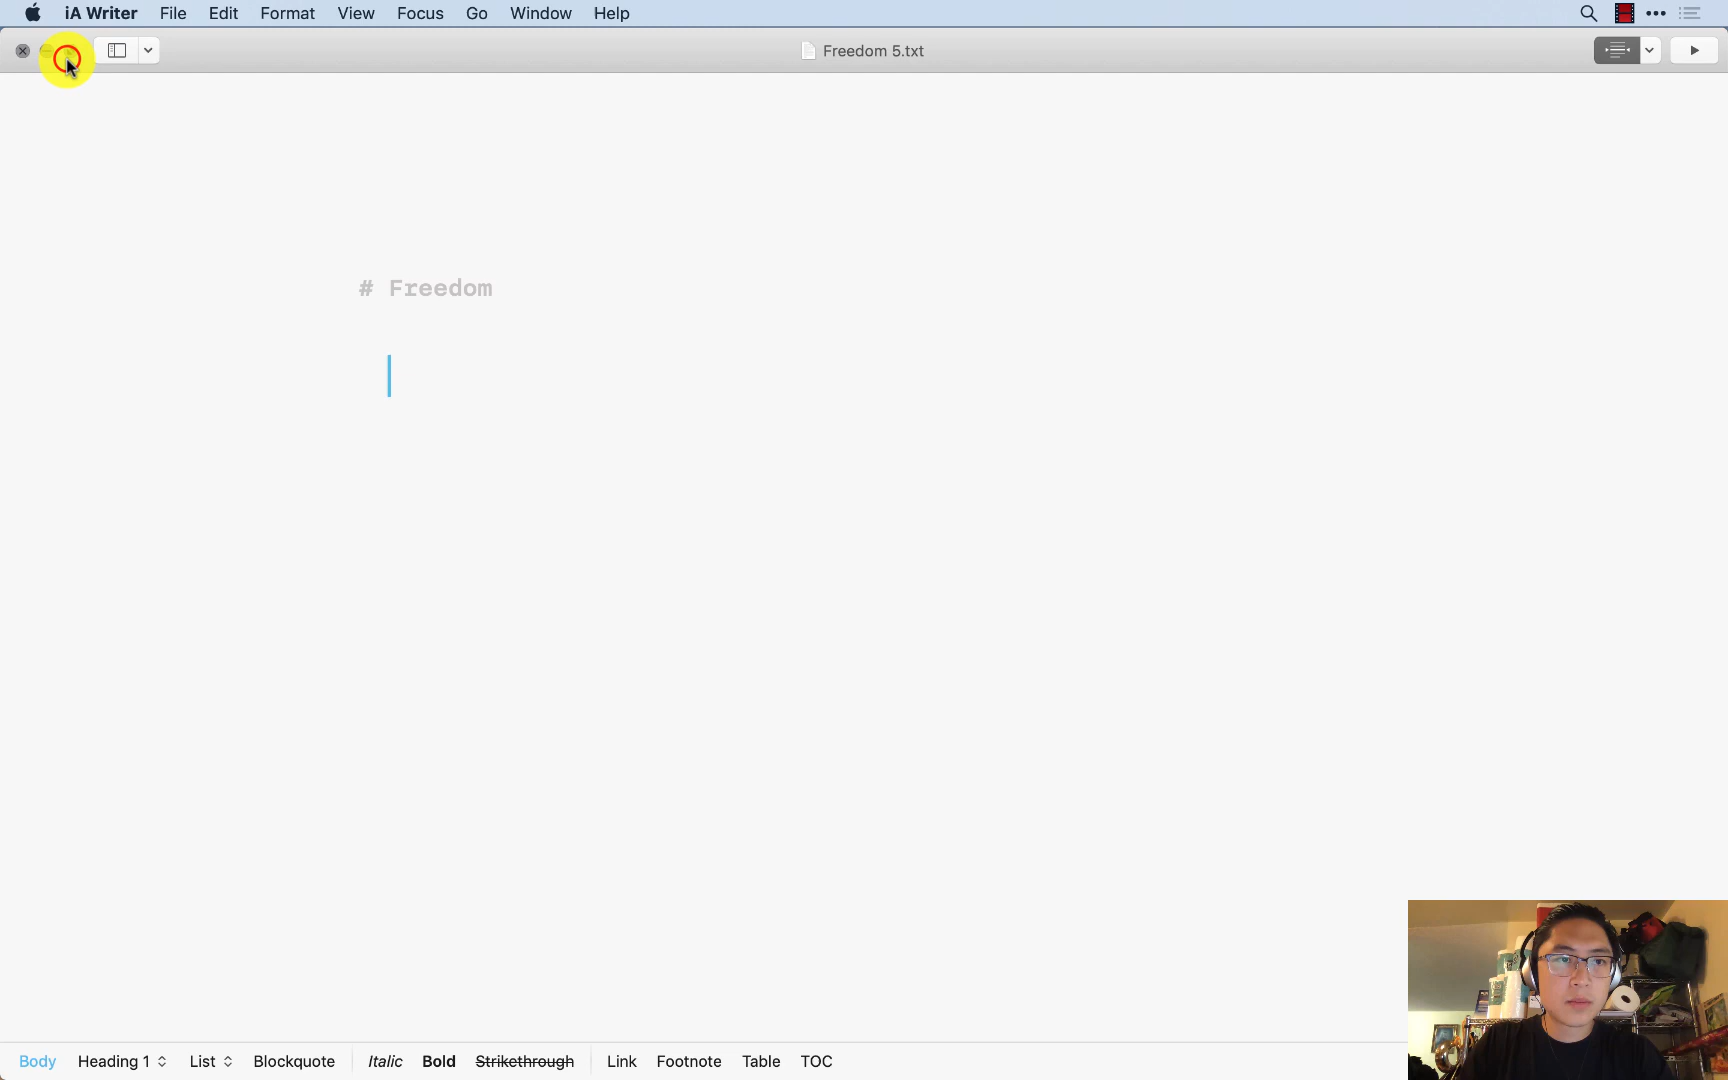 iA Writer File Edit Format View Focus Go Window Help
Freedom 5.txt
# Freedom
Body Heading 1 List Blockquote Italic Bold Strikethrough Link Footnote Table TOC